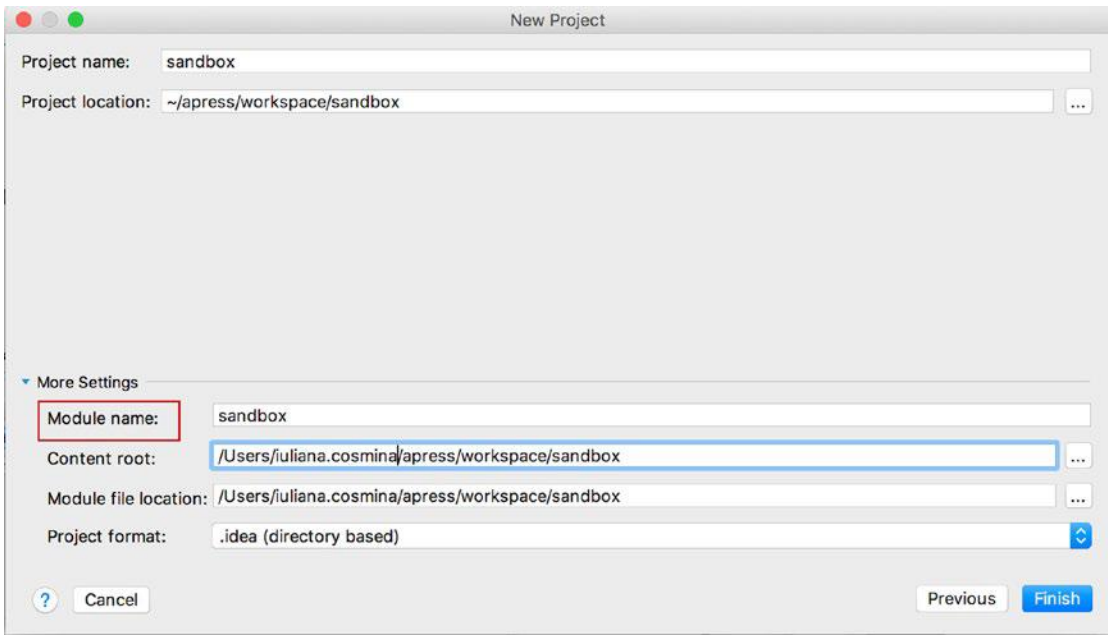 New Project
Project name: sandbox
Project location: ~/apress/workspace/sandbox ...
More Settings
Module name: sandbox
Content root: /Users/iuliana.cosmina/apress/workspace/sandbox ...
Module file location: /Users/iuliana.cosmina/apress/workspace/sandbox ...
Project format: .idea (directory based)
? Cancel Previous Finish